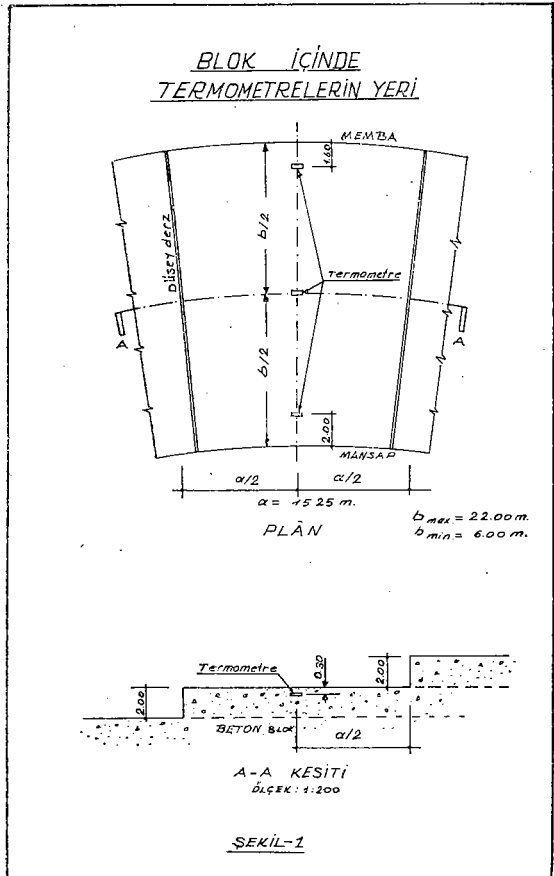 BLOK İÇİNDE
TERMOMETRELERİN YERİ
MEMBA
1.60
Düşey derz
b/2
Termometre
A
A
b/2
2.00
MANSAP
a/2
a/2
a = 15 25 m.
PLÂN
b max. = 22.00 m.
b min = 6.00 m.
Termometre
0.30
2.00
2.00
BETON BLOK
a/2
A-A KESİTİ
ÖLÇEK: 1:200
ŞEKİL-1